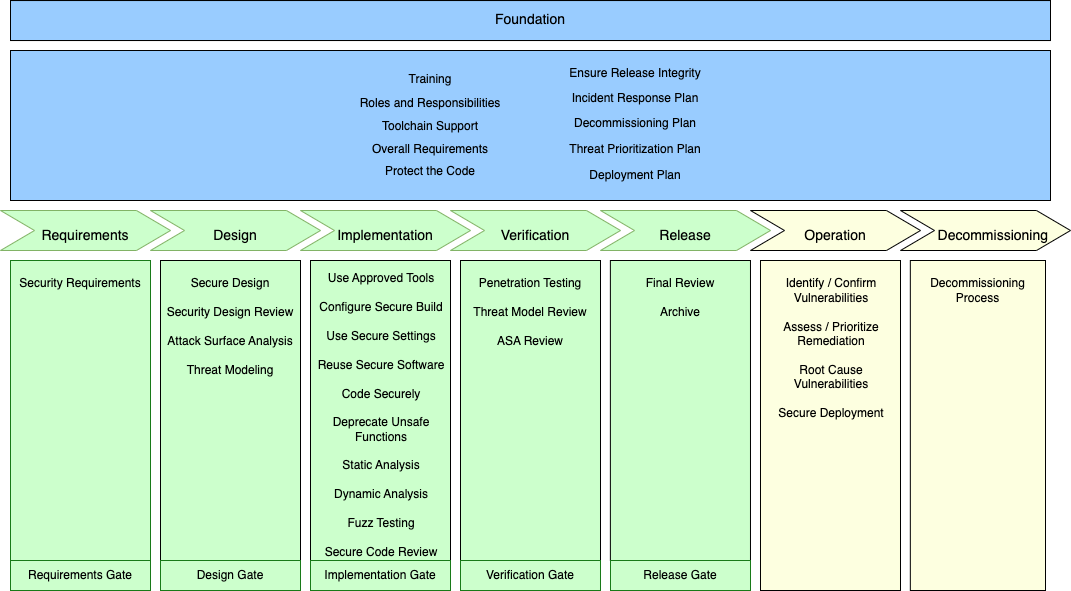 Foundation
Training
Roles and Responsibilities
Toolchain Support
Overall Requirements
Protect the Code
Ensure Release Integrity
Incident Response Plan
Decommissioning Plan
Threat Prioritization Plan
Deployment Plan
Requirements
Design
Implementation
Verification
Release
Operation
Decommissioning
Security Requirements
Requirements Gate
Secure Design
Security Design Review
Attack Surface Analysis
Threat Modeling
Design Gate
Use Approved Tools
Configure Secure Build
Use Secure Settings
Reuse Secure Software
Code Securely
Deprecate Unsafe
Functions
Static Analysis
Dynamic Analysis
Fuzz Testing
Secure Code Review
Implementation Gate
Penetration Testing
Threat Model Review
ASA Review
Verification Gate
Final Review
Archive
Release Gate
Identify / Confirm
Vulnerabilities
Assess / Prioritize
Remediation
Root Cause
Vulnerabilities
Secure Deployment
Decommissioning
Process